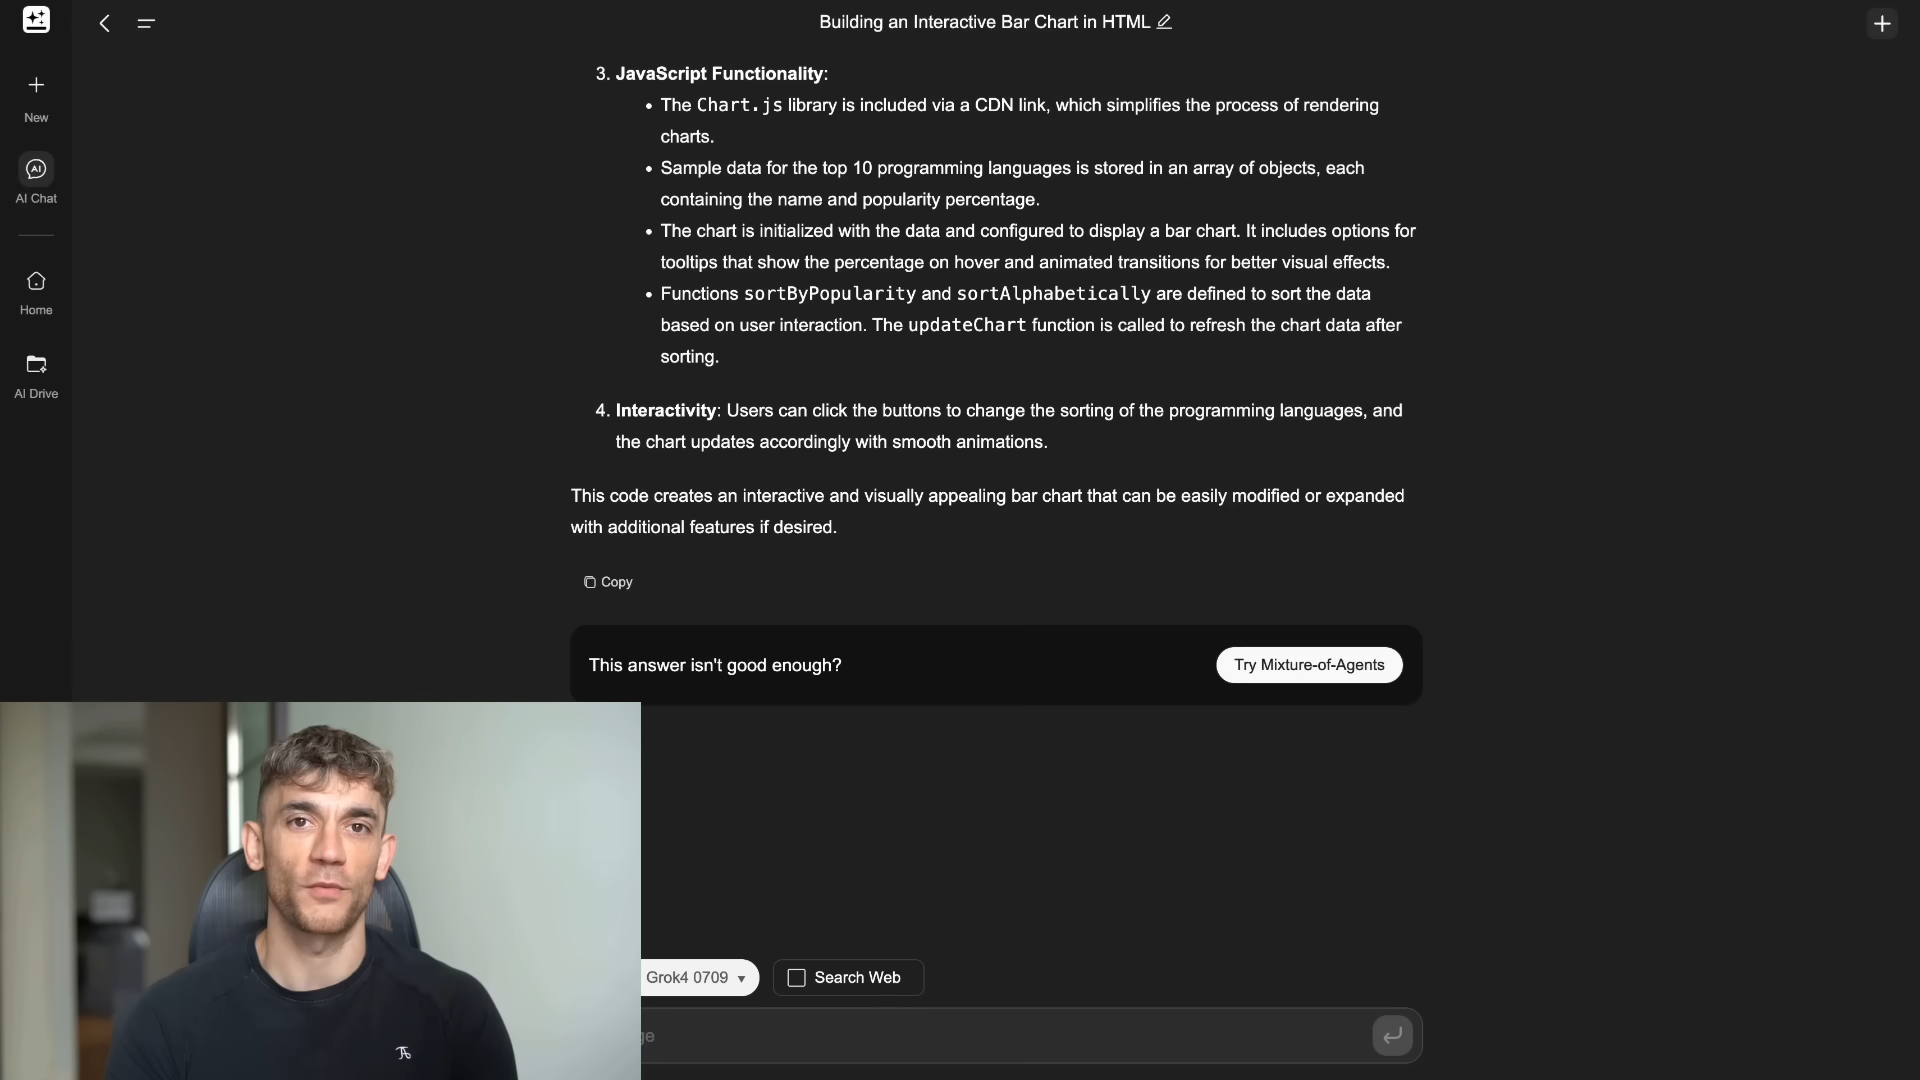 Building an Interactive Bar Chart in HTML
New
AI Chat
Home
AI Drive
3. JavaScript Functionality:
• The Chart.js library is included via a CDN link, which simplifies the process of rendering
charts.
• Sample data for the top 10 programming languages is stored in an array of objects, each
containing the name and popularity percentage.
• The chart is initialized with the data and configured to display a bar chart. It includes options for
tooltips that show the percentage on hover and animated transitions for better visual effects.
• Functions sortByPopularity and sortAlphabetically are defined to sort the data
based on user interaction. The updateChart function is called to refresh the chart data after
sorting.
4. Interactivity: Users can click the buttons to change the sorting of the programming languages, and
the chart updates accordingly with smooth animations.
This code creates an interactive and visually appealing bar chart that can be easily modified or expanded
with additional features if desired.
Copy
This answer isn't good enough?
Try Mixture-of-Agents
Grok4 0709
Search Web